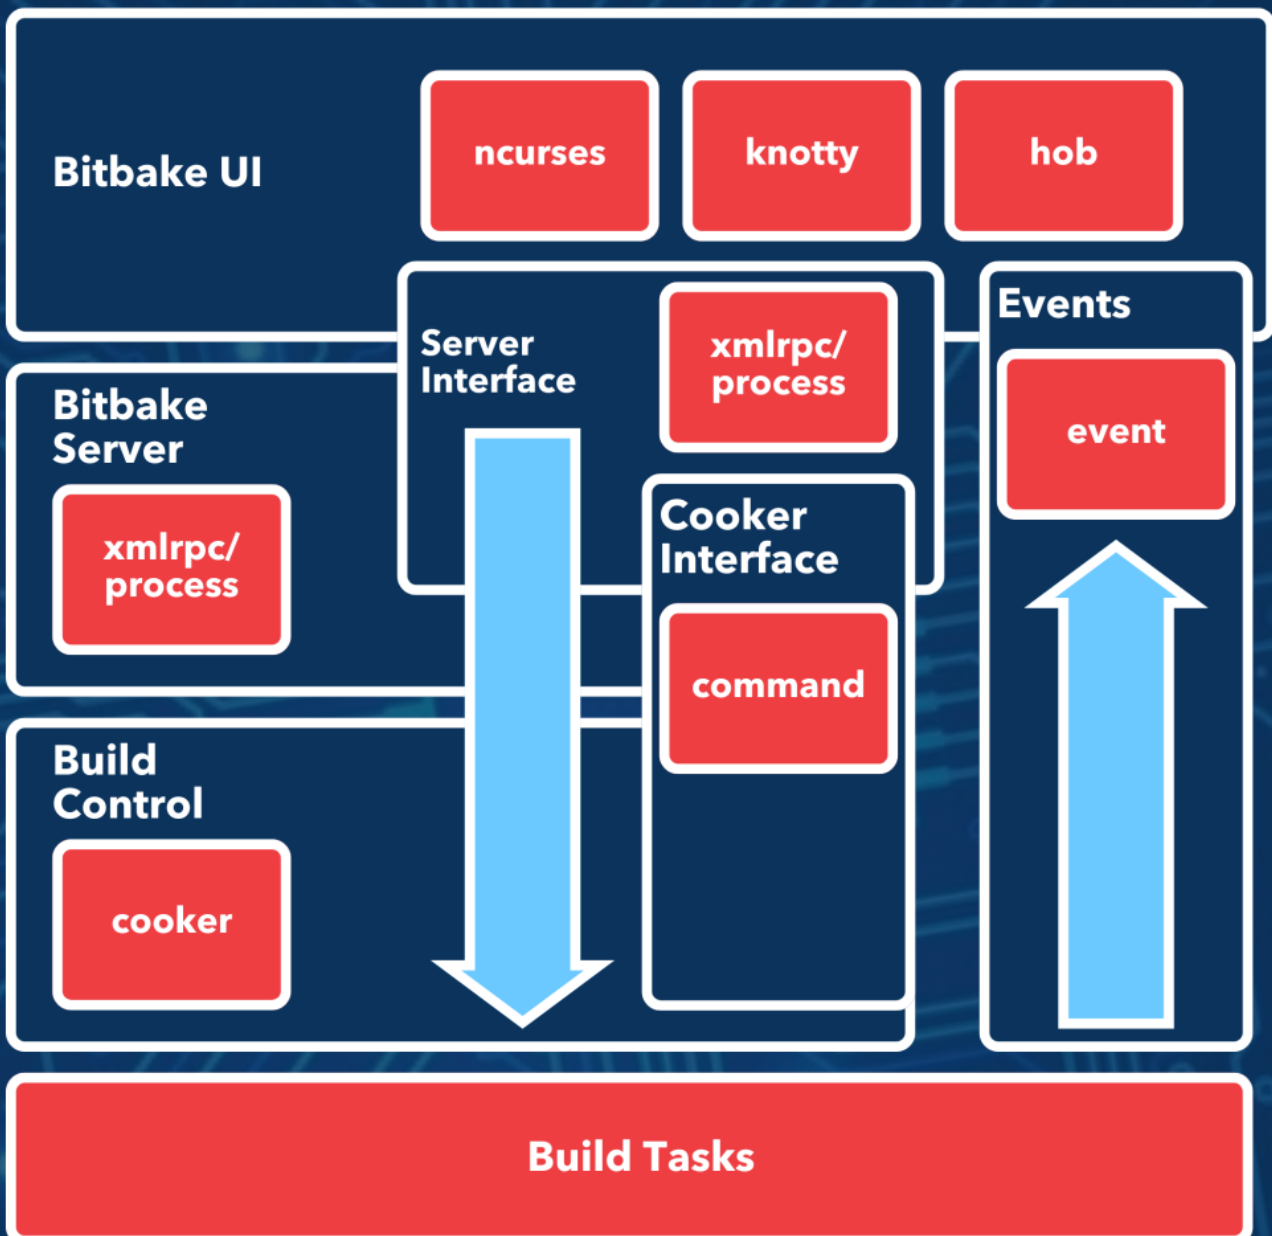 ncurses
knotty
hob
Bitbake UI
Events
Server
Interface
xmlrpc/
process
event
Bitbake
Server
xmlrpc/
process
Cooker
Interface
command
Build
Control
cooker
Build Tasks